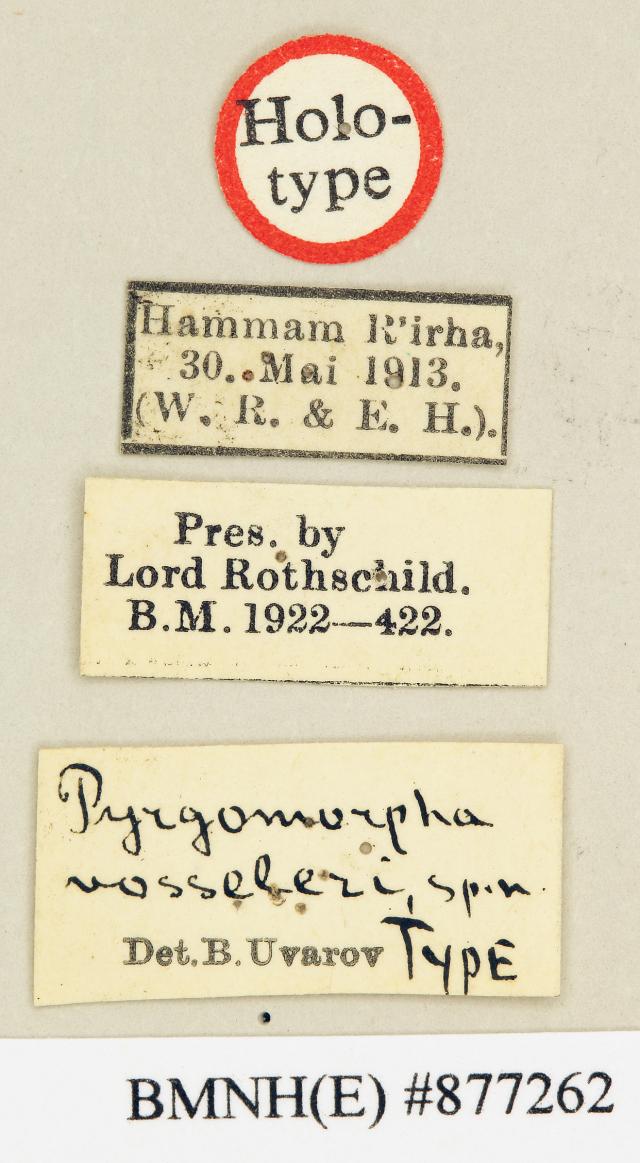 Holo-
type
Hammam R'irha,
30. Mai 1913.
(W. R. & E. H.).
Pres. by
Lord Rothschild.
B.M. 1922—422.
Pyrgomorpha
vosseleri, sp.n.
Det. B. Uvarov TYPE
BMNH(E) #877262